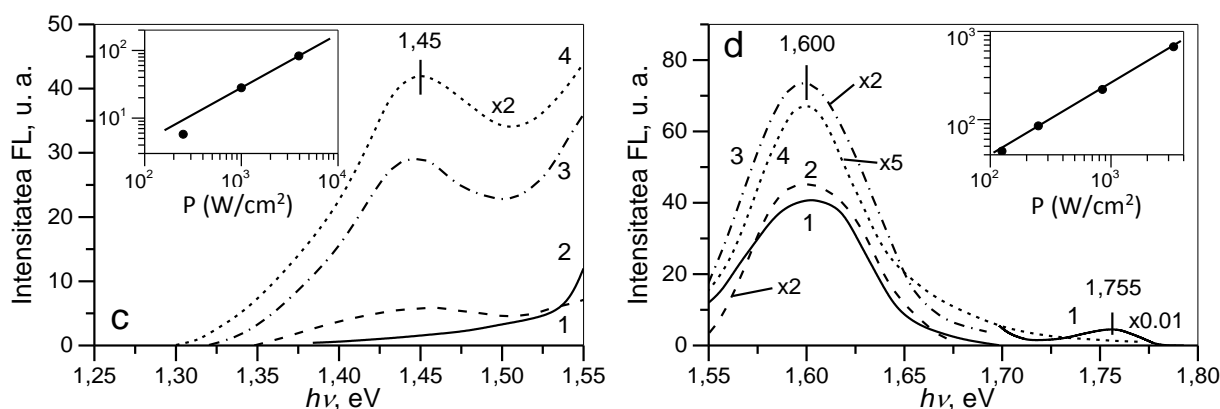 50
40
30
20
10
0
Intensitatea FL, u. a.
1,25 1,30 1,35 1,40 1,45 1,50 1,55
hν, eV
c
10²
10¹
10² 10³ 10⁴
P (W/cm²)
1,45
x2
4
3
2
1
80
60
40
20
0
Intensitatea FL, u. a.
1,55 1,60 1,65 1,70 1,75 1,80
hν, eV
d
1,600
x2
3
4
2
x5
1
x2
10³
10²
10² 10³
P (W/cm²)
1,755
1
x0.01